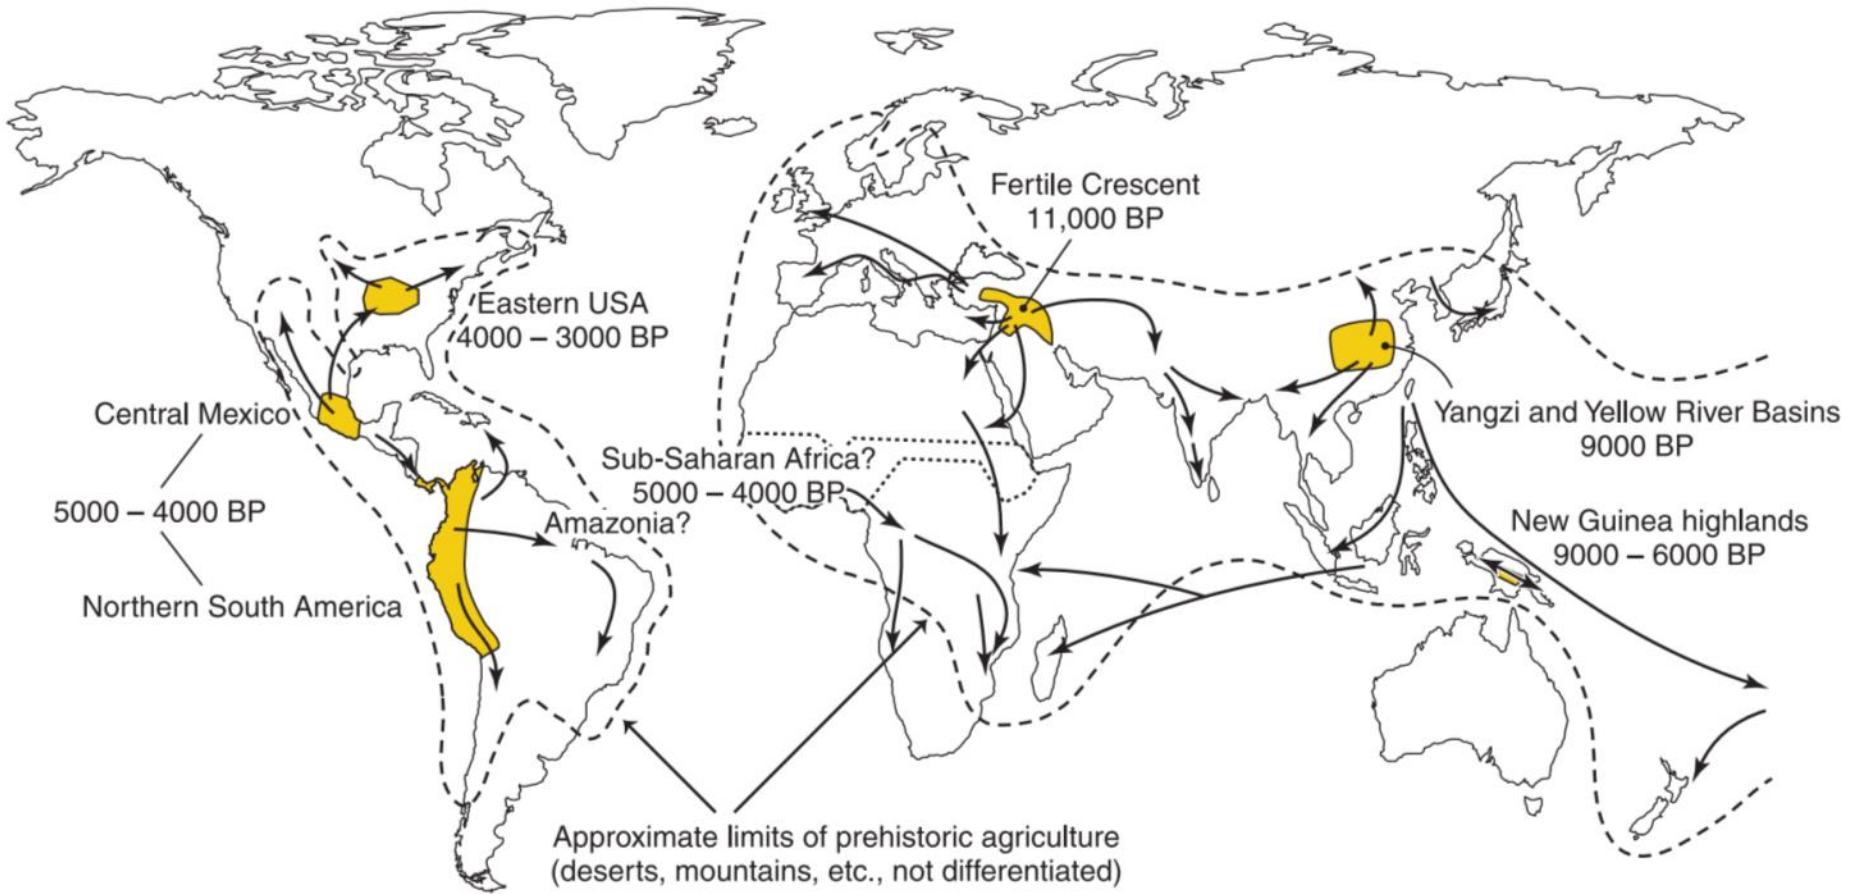 Fertile Crescent
11,000 BP
Eastern USA
4000 – 3000 BP
Central Mexico
5000 – 4000 BP
Northern South America
Amazonia?
Sub-Saharan Africa?
5000 – 4000 BP
Yangzi and Yellow River Basins
9000 BP
New Guinea highlands
9000 – 6000 BP
Approximate limits of prehistoric agriculture
(deserts, mountains, etc., not differentiated)